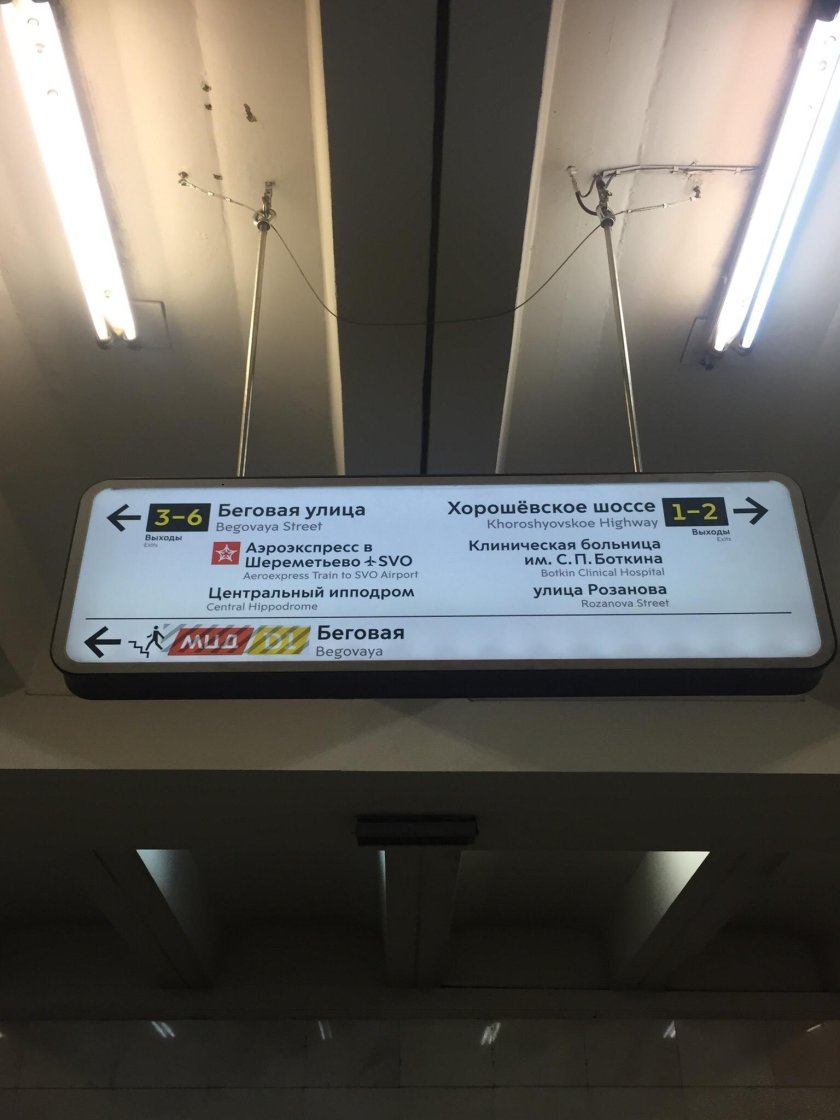 3–6 Беговая улица
Begovaya Street
Выходы
Exits
Аэроэкспресс в
Шереметьево SVO
Aeroexpress Train to SVO Airport
Центральный ипподром
Central Hippodrome
Хорошёвское шоссе 1–2
Khoroshyovskoe Highway
Выходы
Exits
Клиническая больница
им. С. П. Боткина
Botkin Clinical Hospital
улица Розанова
Rozanova Street
МЦД D1 Беговая
Begovaya